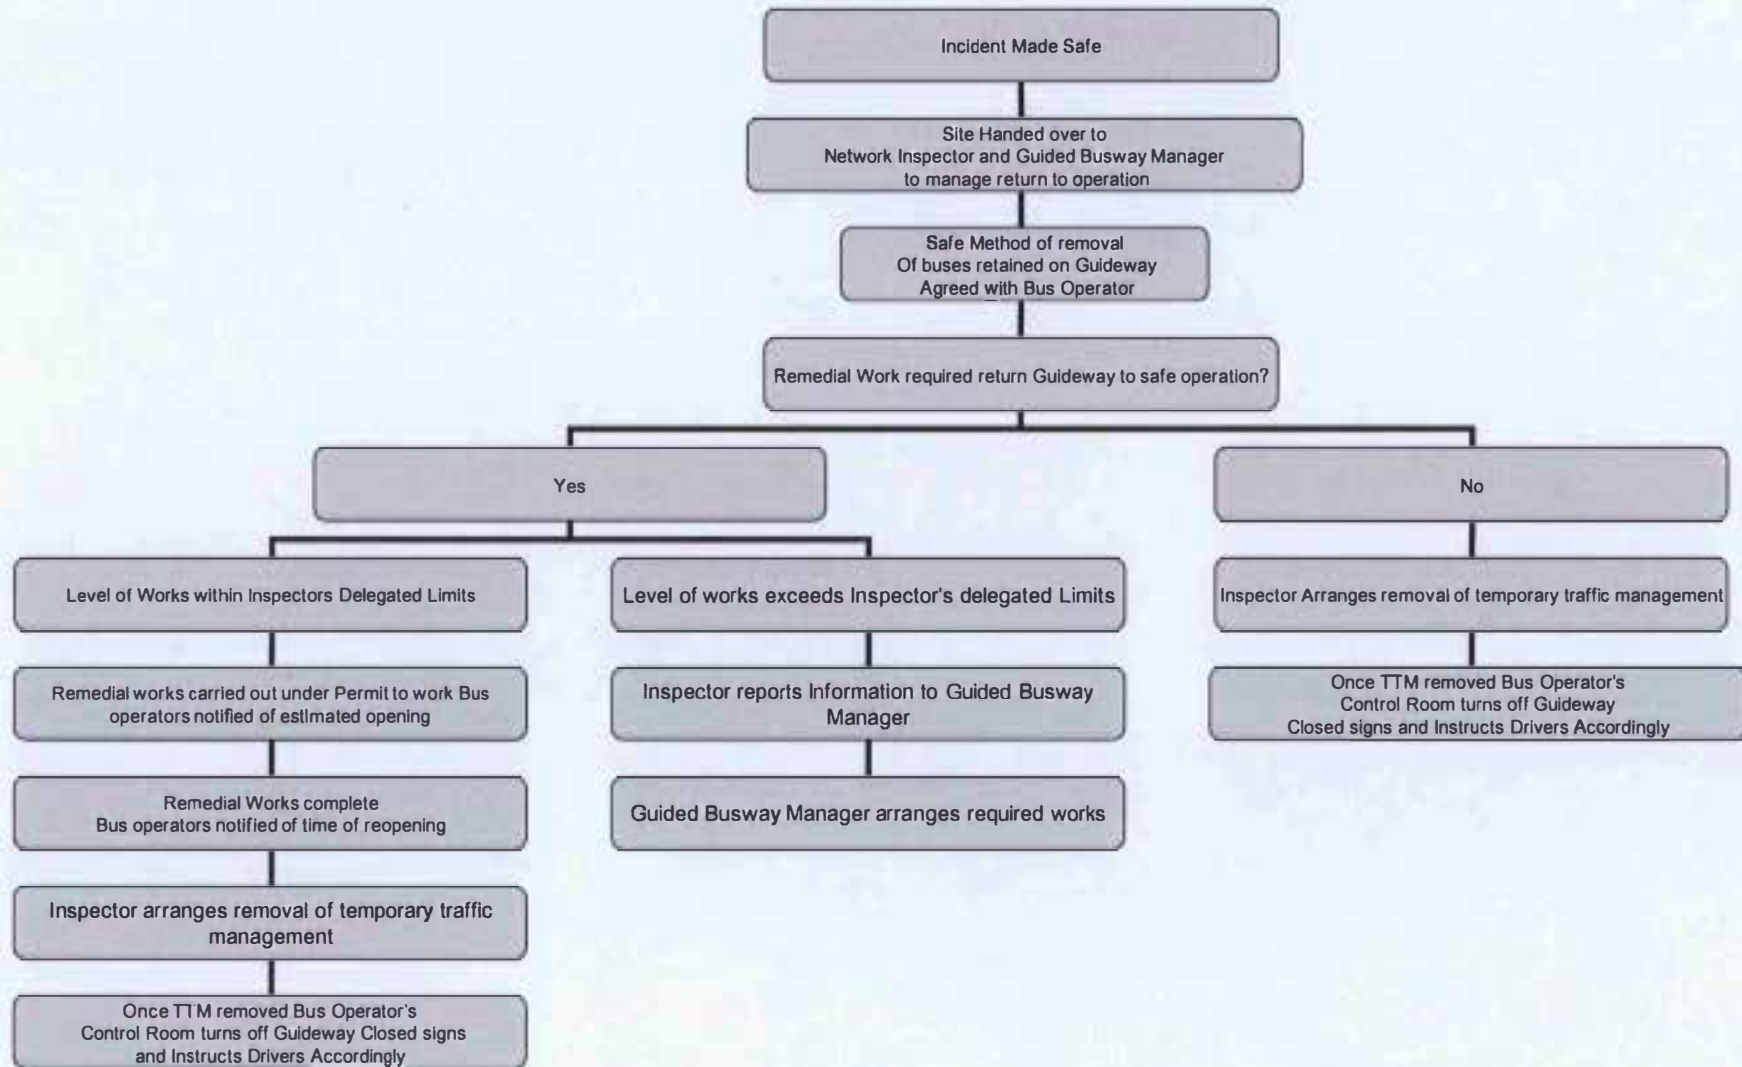 Incident Made Safe
Site Handed over to
Network Inspector and Guided Busway Manager
to manage return to operation
Safe Method of removal
Of buses retained on Guideway
Agreed with Bus Operator
Remedial Work required return Guideway to safe operation?
Yes
No
Level of Works within Inspectors Delegated Limits
Level of works exceeds Inspector's delegated Limits
Inspector Arranges removal of temporary traffic management
Remedial works carried out under Permit to work Bus
operators notified of estimated opening
Inspector reports Information to Guided Busway
Manager
Once TTM removed Bus Operator's
Control Room turns off Guideway
Closed signs and Instructs Drivers Accordingly
Remedial Works complete
Bus operators notified of time of reopening
Guided Busway Manager arranges required works
Inspector arranges removal of temporary traffic
management
Once TTM removed Bus Operator's
Control Room turns off Guideway Closed signs
and Instructs Drivers Accordingly